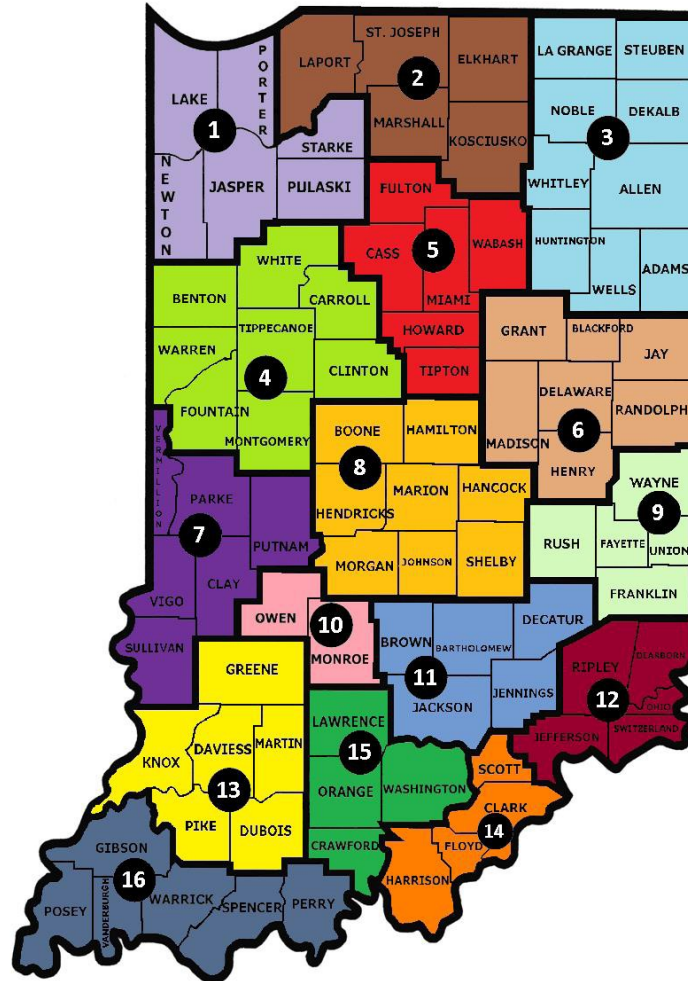 LAKE
PORTER
1
NEWTON
JASPER
STARKE
PULASKI
LAPORT
ST. JOSEPH
2
ELKHART
MARSHALL
KOSCIUSKO
LA GRANGE
STEUBEN
NOBLE
DEKALB
3
WHITLEY
ALLEN
HUNTINGTON
WELLS
ADAMS
WHITE
BENTON
CARROLL
TIPPECANOE
WARREN
4
CLINTON
FOUNTAIN
MONTGOMERY
FULTON
CASS
5
WABASH
MIAMI
HOWARD
TIPTON
GRANT
BLACKFORD
JAY
DELAWARE
RANDOLPH
MADISON
6
HENRY
VERMILLION
PARKE
7
PUTNAM
VIGO
CLAY
SULLIVAN
BOONE
HAMILTON
8
MARION
HANCOCK
HENDRICKS
MORGAN
JOHNSON
SHELBY
WAYNE
9
RUSH
FAYETTE
UNION
FRANKLIN
OWEN
10
MONROE
BROWN
BARTHOLOMEW
DECATUR
11
JACKSON
JENNINGS
RIPLEY
DEARBORN
12
OHIO
JEFFERSON
SWITZERLAND
GREENE
KNOX
DAVIESS
MARTIN
13
PIKE
DUBOIS
LAWRENCE
15
ORANGE
WASHINGTON
CRAWFORD
SCOTT
CLARK
14
FLOYD
HARRISON
GIBSON
16
POSEY
VANDERBURGH
WARRICK
SPENCER
PERRY